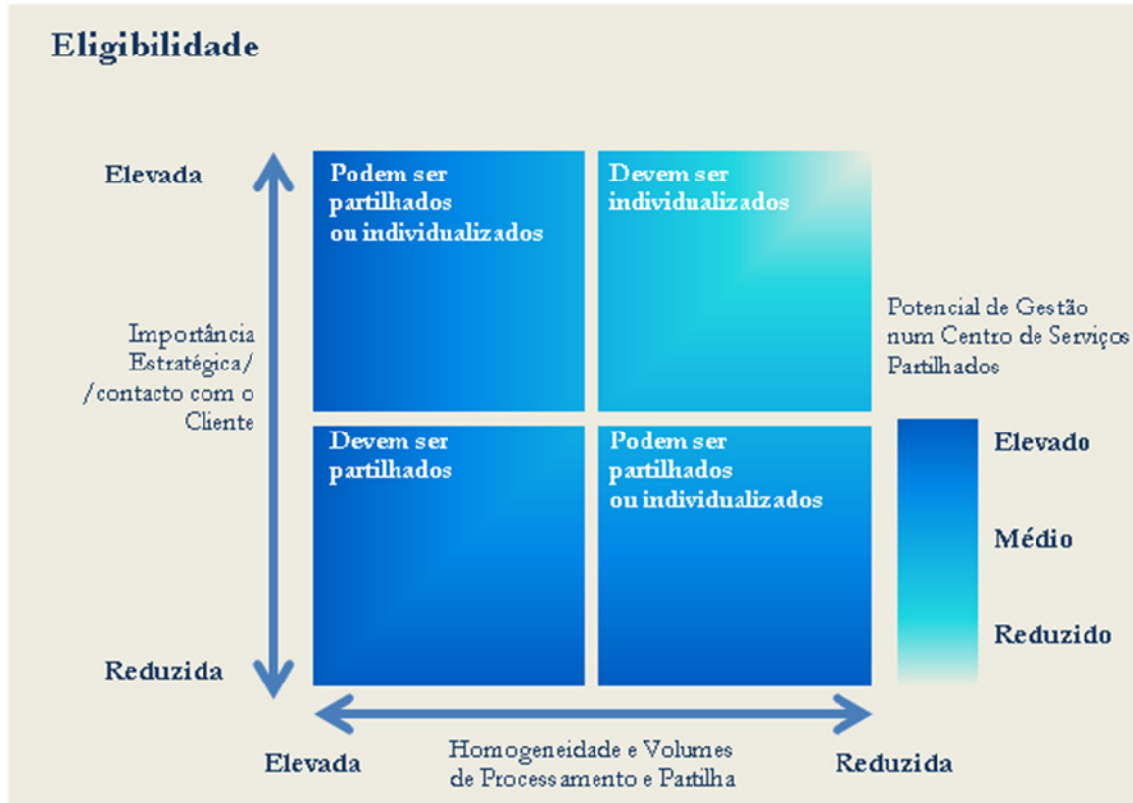 Eligibilidade
Elevada
Podem ser
partilhados
ou individualizados
Devem ser
individualizados
Importância
Estratégica/
/contacto com o
Cliente
Potencial de Gestão
num Centro de Serviços
Partilhados
Devem ser
partilhados
Podem ser
partilhados
ou individualizados
Elevado
Médio
Reduzido
Reduzida
Elevada
Homogeneidade e Volumes
de Processamento e Partilha
Reduzida